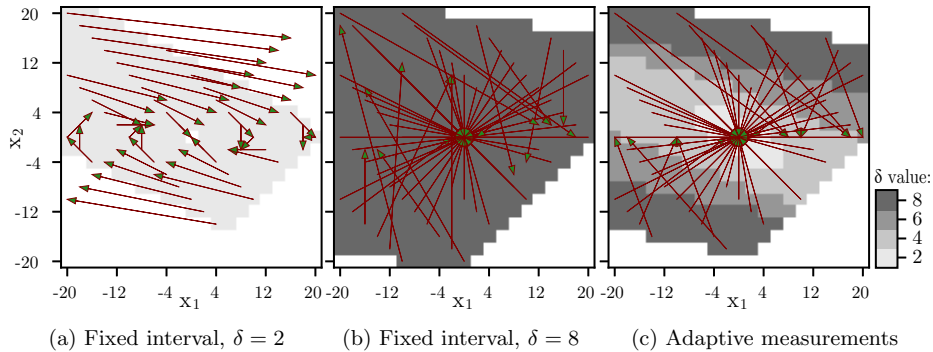 20
12
4
-4
-12
-20
x2
-20 -12 -4 4 12 20
x1
-20 -12 -4 4 12 20
x1
-20 -12 -4 4 12 20
x1
δ value:
8
6
4
2
(a) Fixed interval, δ = 2
(b) Fixed interval, δ = 8
(c) Adaptive measurements